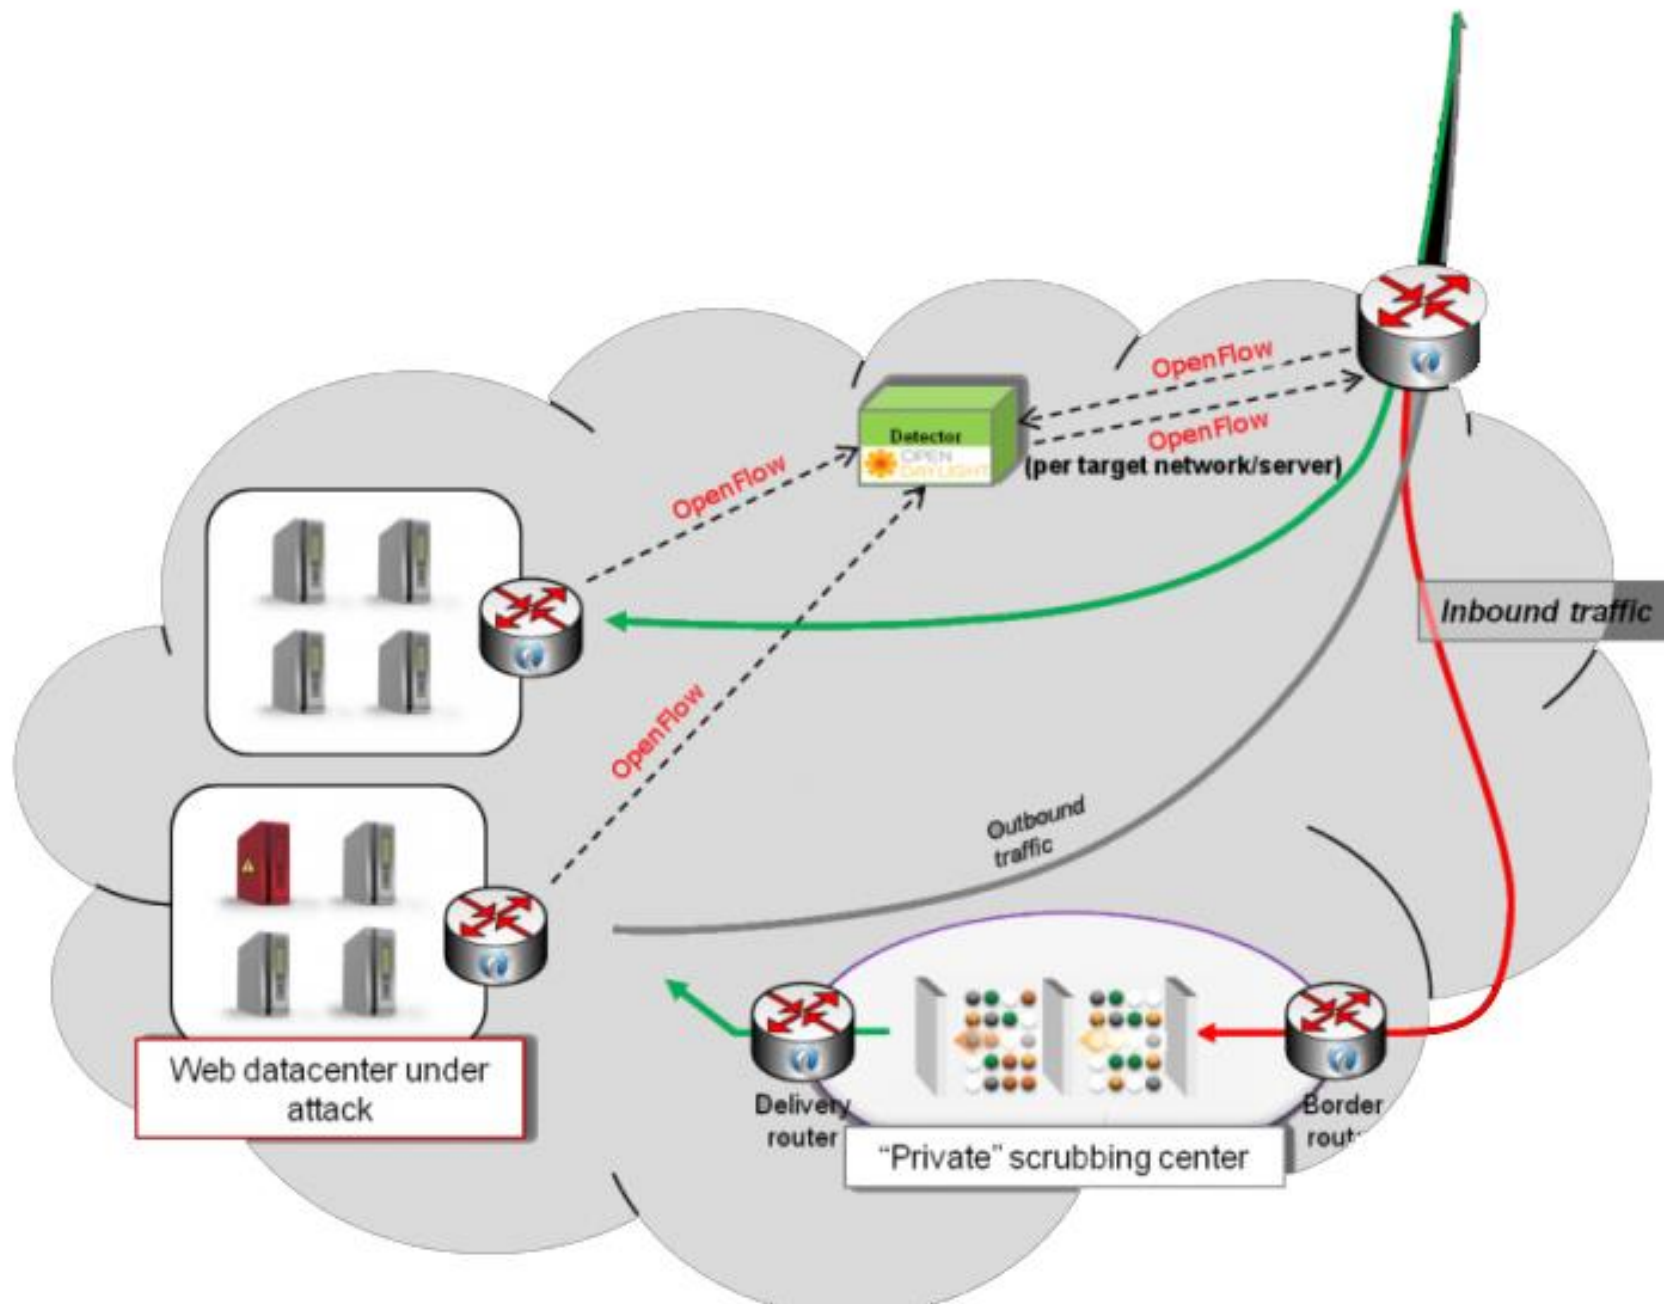 OpenFlow
OpenFlow
(per target network/server)
Detector
OPEN
DAYLIGHT
OpenFlow
Inbound traffic
OpenFlow
Outbound
traffic
Web datacenter under
attack
Delivery
router
"Private" scrubbing center
Border